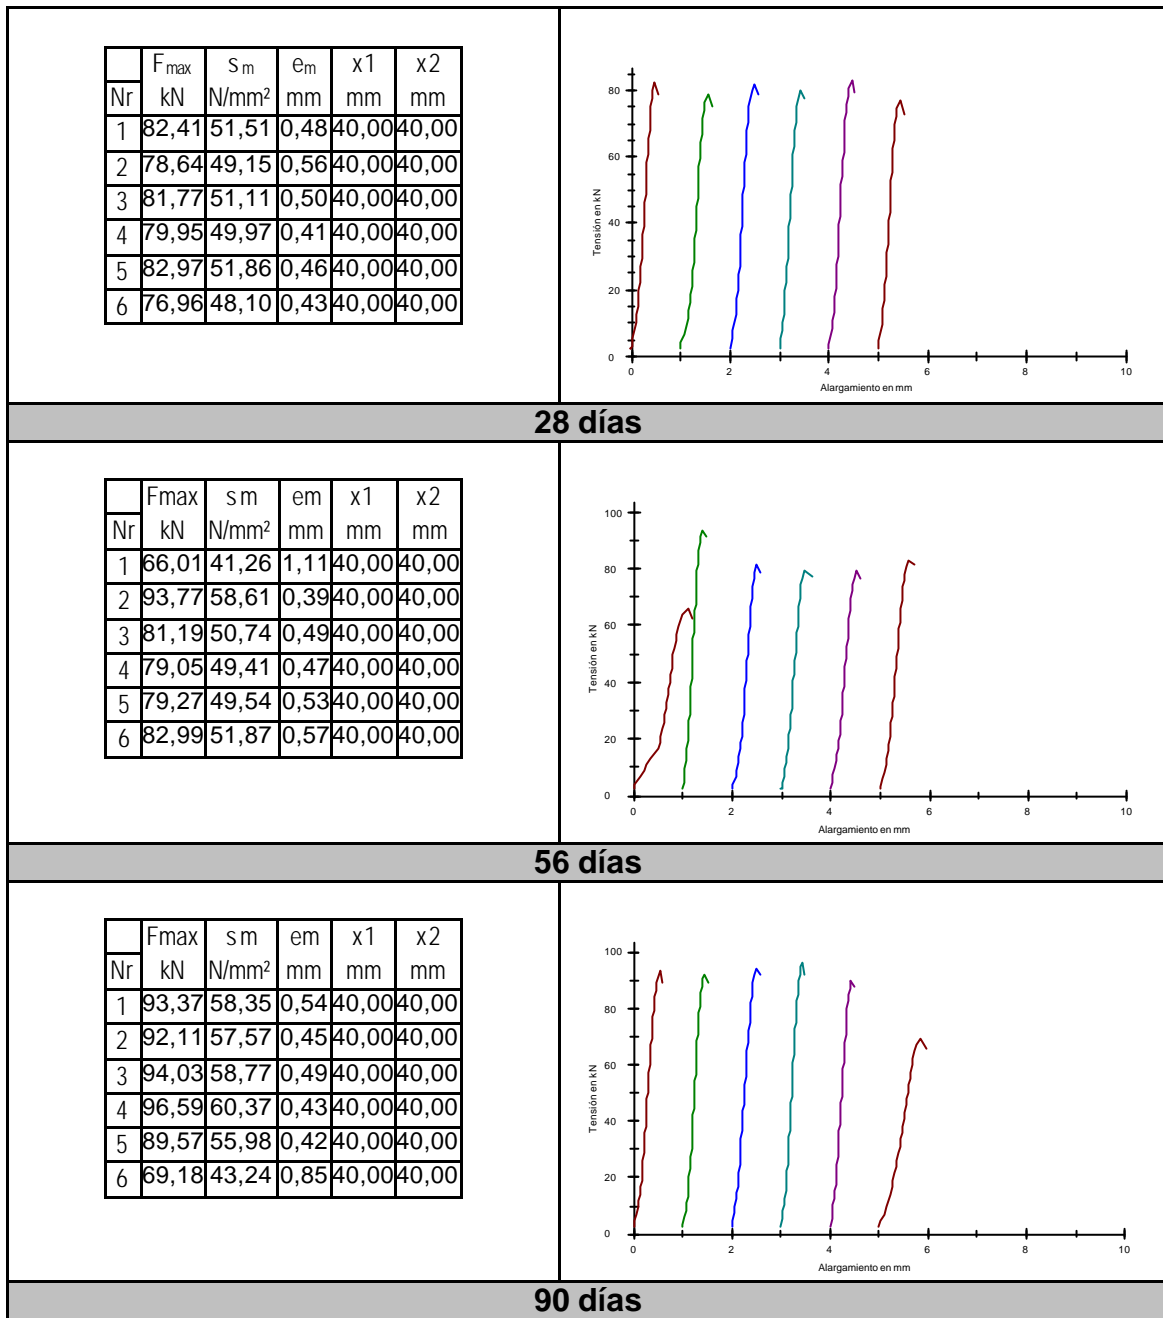 Fmax sm em x1 x2
Nr kN N/mm² mm mm mm
1 82,41 51,51 0,48 40,00 40,00
2 78,64 49,15 0,56 40,00 40,00
3 81,77 51,11 0,50 40,00 40,00
4 79,95 49,97 0,41 40,00 40,00
5 82,97 51,86 0,46 40,00 40,00
6 76,96 48,10 0,43 40,00 40,00
80
60
40
20
0
Tensión en kN
0 2 4 6 8 10
Alargamiento en mm
28 días
Fmax sm em x1 x2
Nr kN N/mm² mm mm mm
1 66,01 41,26 1,11 40,00 40,00
2 93,77 58,61 0,39 40,00 40,00
3 81,19 50,74 0,49 40,00 40,00
4 79,05 49,41 0,47 40,00 40,00
5 79,27 49,54 0,53 40,00 40,00
6 82,99 51,87 0,57 40,00 40,00
100
80
60
40
20
0
Tensión en kN
0 2 4 6 8 10
Alargamiento en mm
56 días
Fmax sm em x1 x2
Nr kN N/mm² mm mm mm
1 93,37 58,35 0,54 40,00 40,00
2 92,11 57,57 0,45 40,00 40,00
3 94,03 58,77 0,49 40,00 40,00
4 96,59 60,37 0,43 40,00 40,00
5 89,57 55,98 0,42 40,00 40,00
6 69,18 43,24 0,85 40,00 40,00
100
80
60
40
20
0
Tensión en kN
0 2 4 6 8 10
Alargamiento en mm
90 días